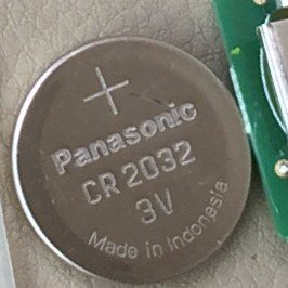 +
Panasonic
CR2032
3V
Made in Indonesia